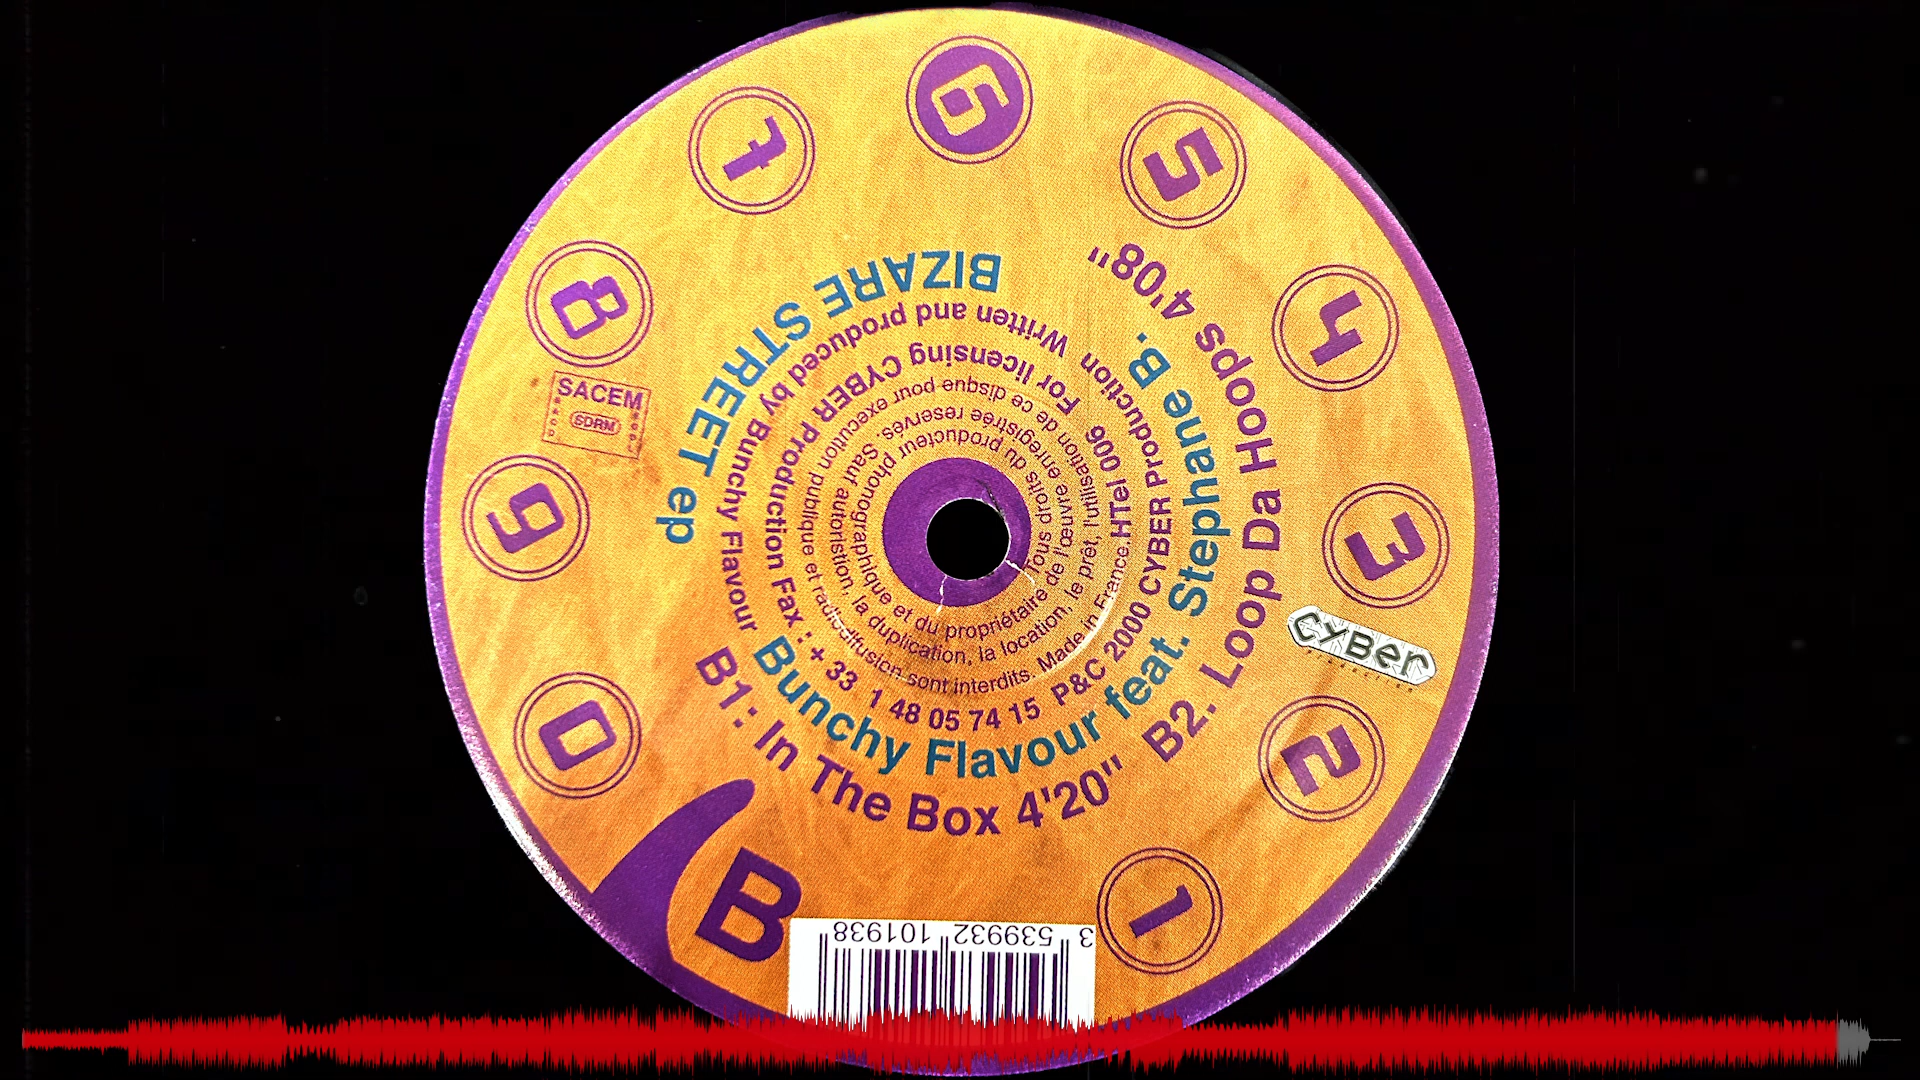 BIZARE STREET ep
Bunchy Flavour feat. Stephane B.
B1: In The Box 4'20"
B2. Loop Da Hoops 4'08"
Written and produced by Bunchy Flavour
For licensing CYBER Production Fax : + 33 1 48 05 74 15 P&C 2000 CYBER Production
Tous droits du producteur phonographique et du propriétaire de l'œuvre enregistrée réservés. Sauf autoristion, la duplication, la location, le prêt, l'utilisation de ce disque pour exécution publique et radiodifusion sont interdits. Made in France.HTel 006
B
SACEM
SDRM
CYBER
1
2
3
4
5
6
7
8
9
0
3 539932 101938